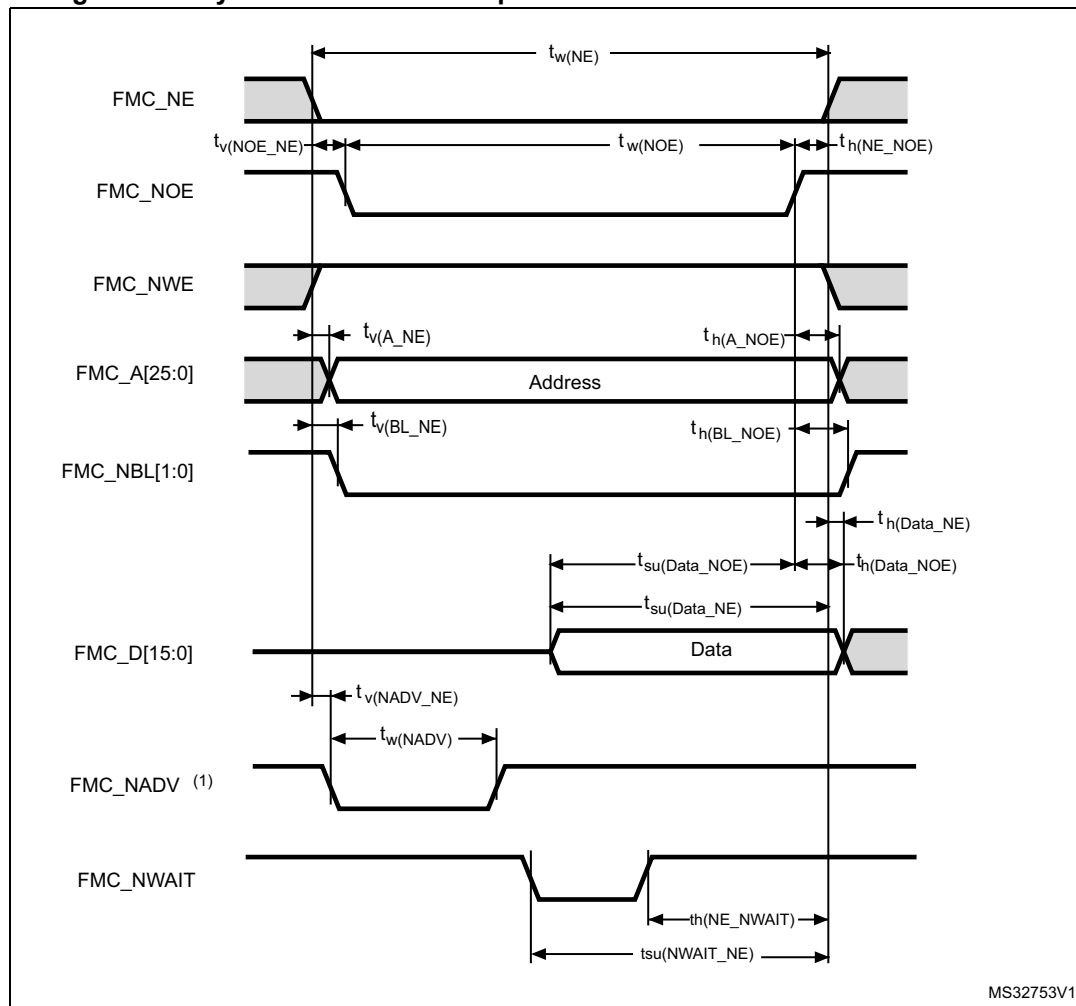 tw(NE)
FMC_NE
tv(NOE_NE)
tw(NOE)
th(NE_NOE)
FMC_NOE
FMC_NWE
tv(A_NE)
th(A_NOE)
FMC_A[25:0]
Address
tv(BL_NE)
th(BL_NOE)
FMC_NBL[1:0]
th(Data_NE)
tsu(Data_NOE)
th(Data_NOE)
tsu(Data_NE)
FMC_D[15:0]
Data
tv(NADV_NE)
tw(NADV)
FMC_NADV (1)
FMC_NWAIT
th(NE_NWAIT)
tsu(NWAIT_NE)
MS32753V1